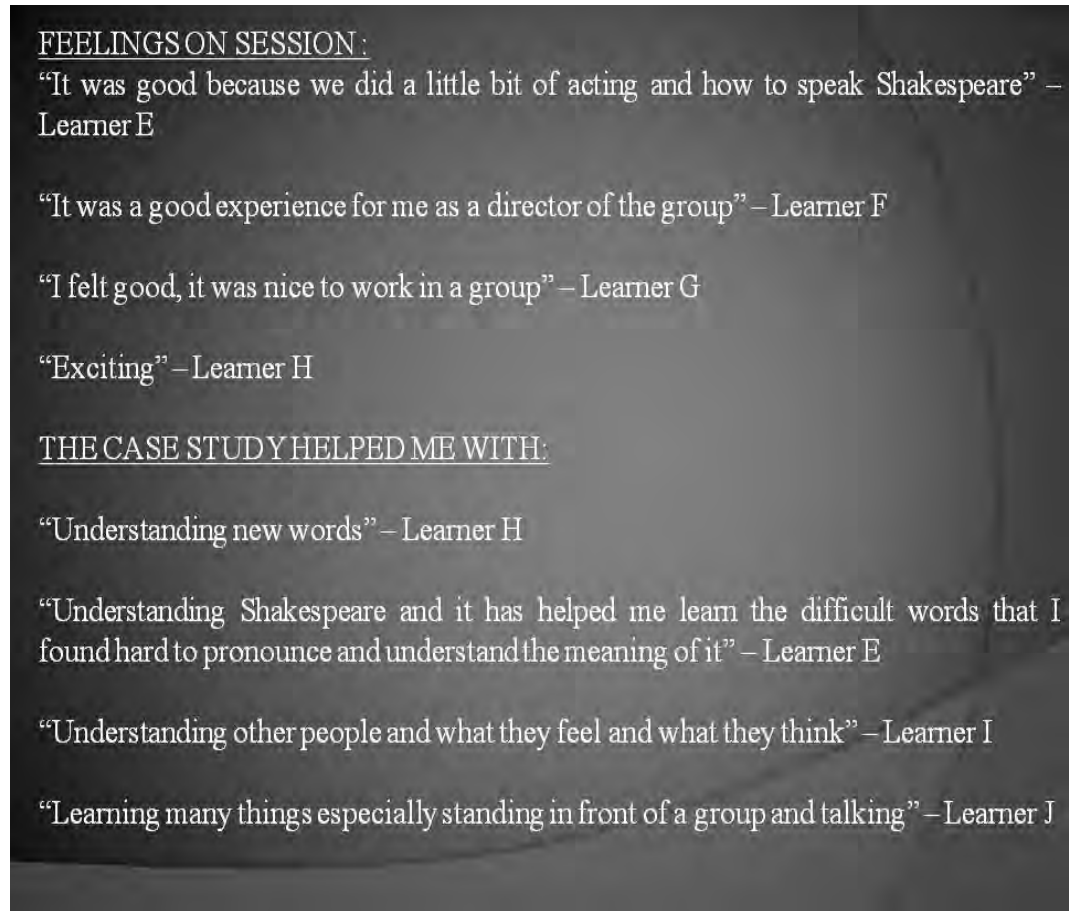 FEELINGS ON SESSION :
“It was good because we did a little bit of acting and how to speak Shakespeare” –
Learner E
“It was a good experience for me as a director of the group” – Learner F
“I felt good, it was nice to work in a group” – Learner G
“Exciting” – Learner H
THE CASE STUDY HELPED ME WITH:
“Understanding new words” – Learner H
“Understanding Shakespeare and it has helped me learn the difficult words that I
found hard to pronounce and understand the meaning of it” – Learner E
“Understanding other people and what they feel and what they think” – Learner I
“Learning many things especially standing in front of a group and talking” – Learner J